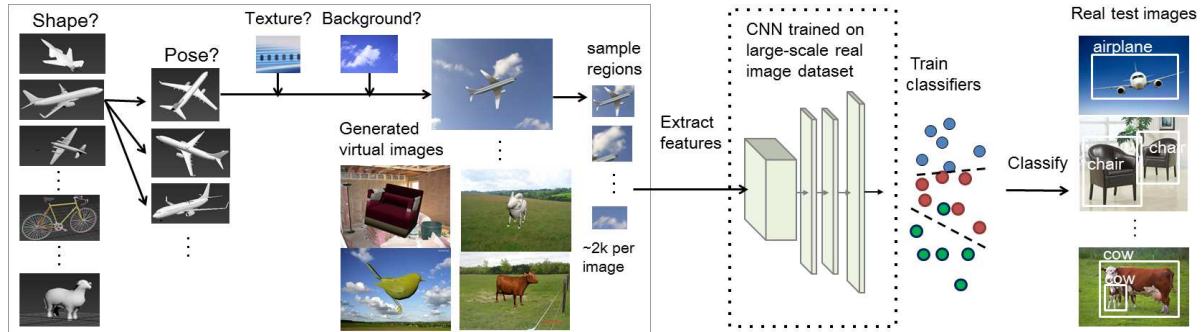 Shape?
Pose?
Texture?
Background?
sample
regions
Generated
virtual images
~2k per
image
Extract
features
CNN trained on
large-scale real
image dataset
Train
classifiers
Classify
Real test images
airplane
chair
chair
cow
cow